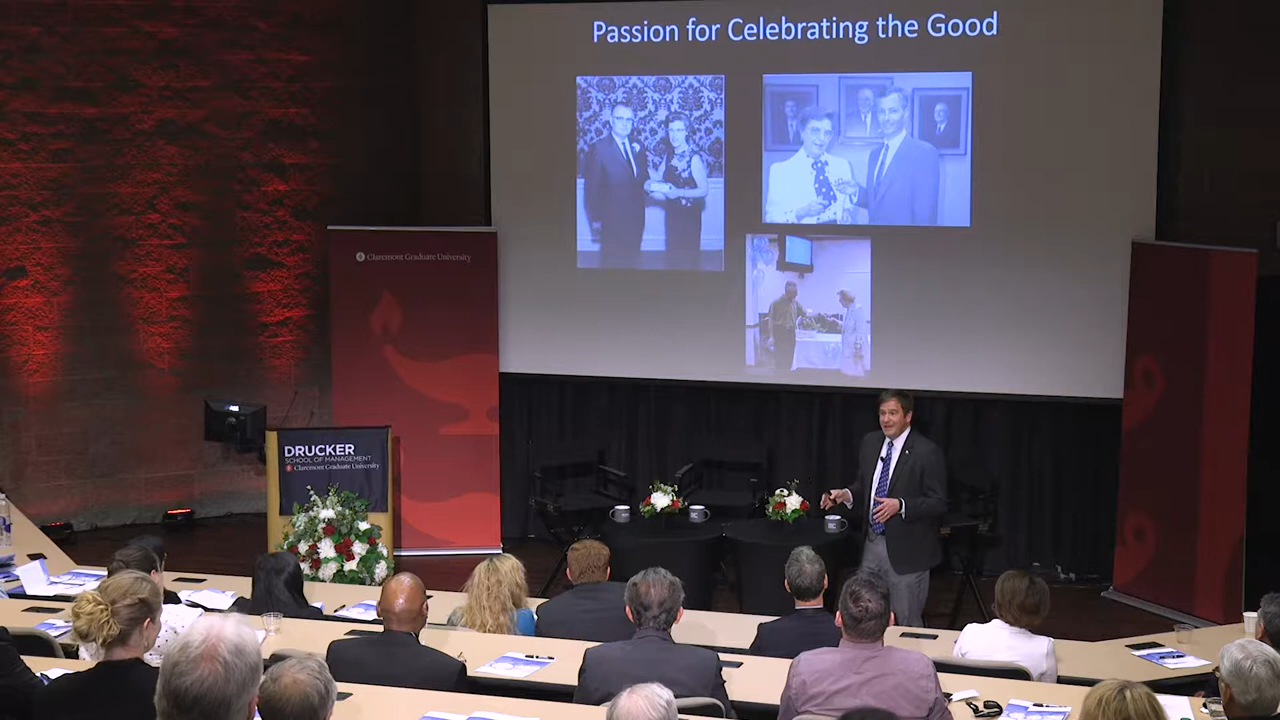 Passion for Celebrating the Good
Claremont Graduate University
DRUCKER
SCHOOL OF MANAGEMENT
Claremont Graduate University